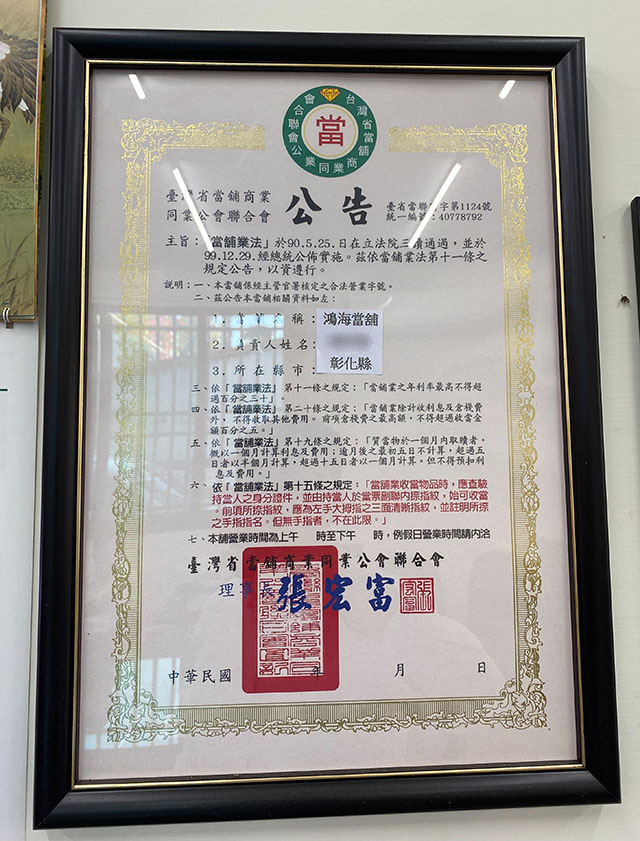 台灣省當舖商業同業公會聯合會
當
臺灣省當舖商業
同業公會聯合會
公告
臺省當聯 字第1124號
統一編號：40778792
主旨：「當舖業法」於90.5.25.日在立法院三讀通過，並於
99.12.29.經總統公佈實施。茲依當舖業法第十一條之
規定公告，以資遵行。
說明：一、本當舖係經主管官署核定之合法營業字號。
二、茲公告本當舖相關資料如左：
1. 名稱：鴻海當舖
2.負責人姓名：
3.所在縣市：彰化縣
三、依「當舖業法」第十一條之規定：「當舖業之年利率最高不得超
過百分之三十」。
四、依「當舖業法」第二十條之規定：「當舖業除計收利息及倉棧費
外，不得收取其他費用。前項倉棧費之最高額，不得超過收當金
額百分之五。」
五、依「當舖業法」第十九條之規定：「質當物於一個月內取贖者，
概以一個月計算利息及費用；逾月後之最初五日不計算，超過五
日者以半個月計算，超過十五日者以一個月計算。但不得預扣利
息及費用。」
六、依「當舖業法」第十五條之規定：「當舖業收當物品時，應查驗
持當人之身分證件，並由持當人於當票副聯內捺指紋，始可收當
。前項所捺指紋，應為左手大拇指之三面清晰指紋，並註明所捺
之手指指名。但無手指者，不在此限。」
七、本舖營業時間為上午 時至下午 時，例假日營業時間請內洽
臺灣省當舖商業同業公會聯合會
理事長 張宏富
中華民國 年 月 日